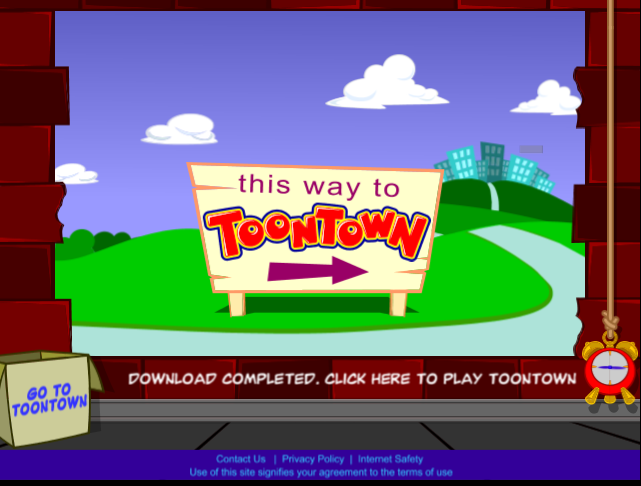 this way to
TOONTOWN
DOWNLOAD COMPLETED. CLICK HERE TO PLAY TOONTOWN
GO TO
TOONTOWN
Contact Us | Privacy Policy | Internet Safety
Use of this site signifies your agreement to the terms of use